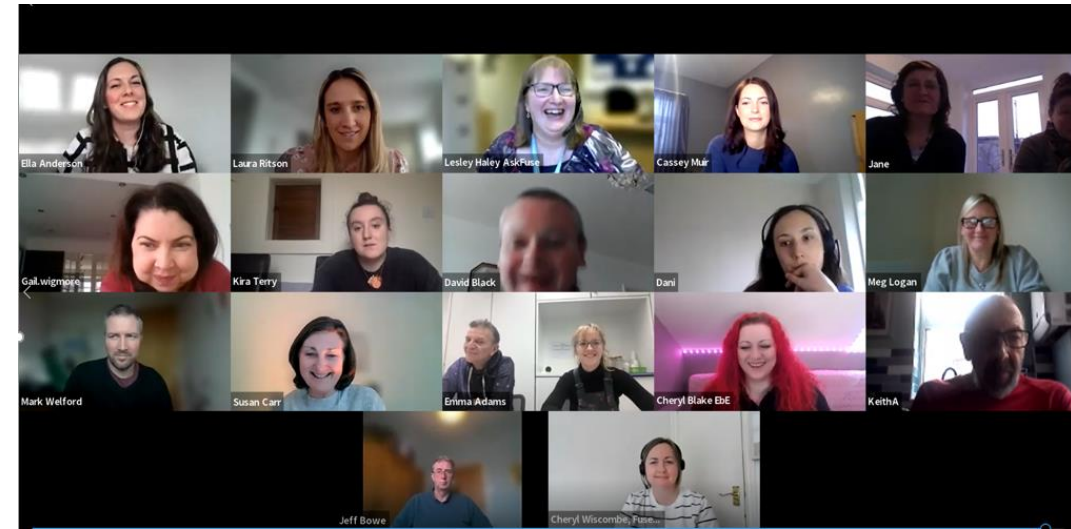 Ella Anderson
Laura Ritson
Lesley Haley AskFuse
Cassey Muir
Jane
Gail.wigmore
Kira Terry
David Black
Dani
Meg Logan
Mark Welford
Susan Carr
Emma Adams
Cheryl Blake EbE
KeithA
Jeff Bowe
Cheryl Wiscombe, Fuse...